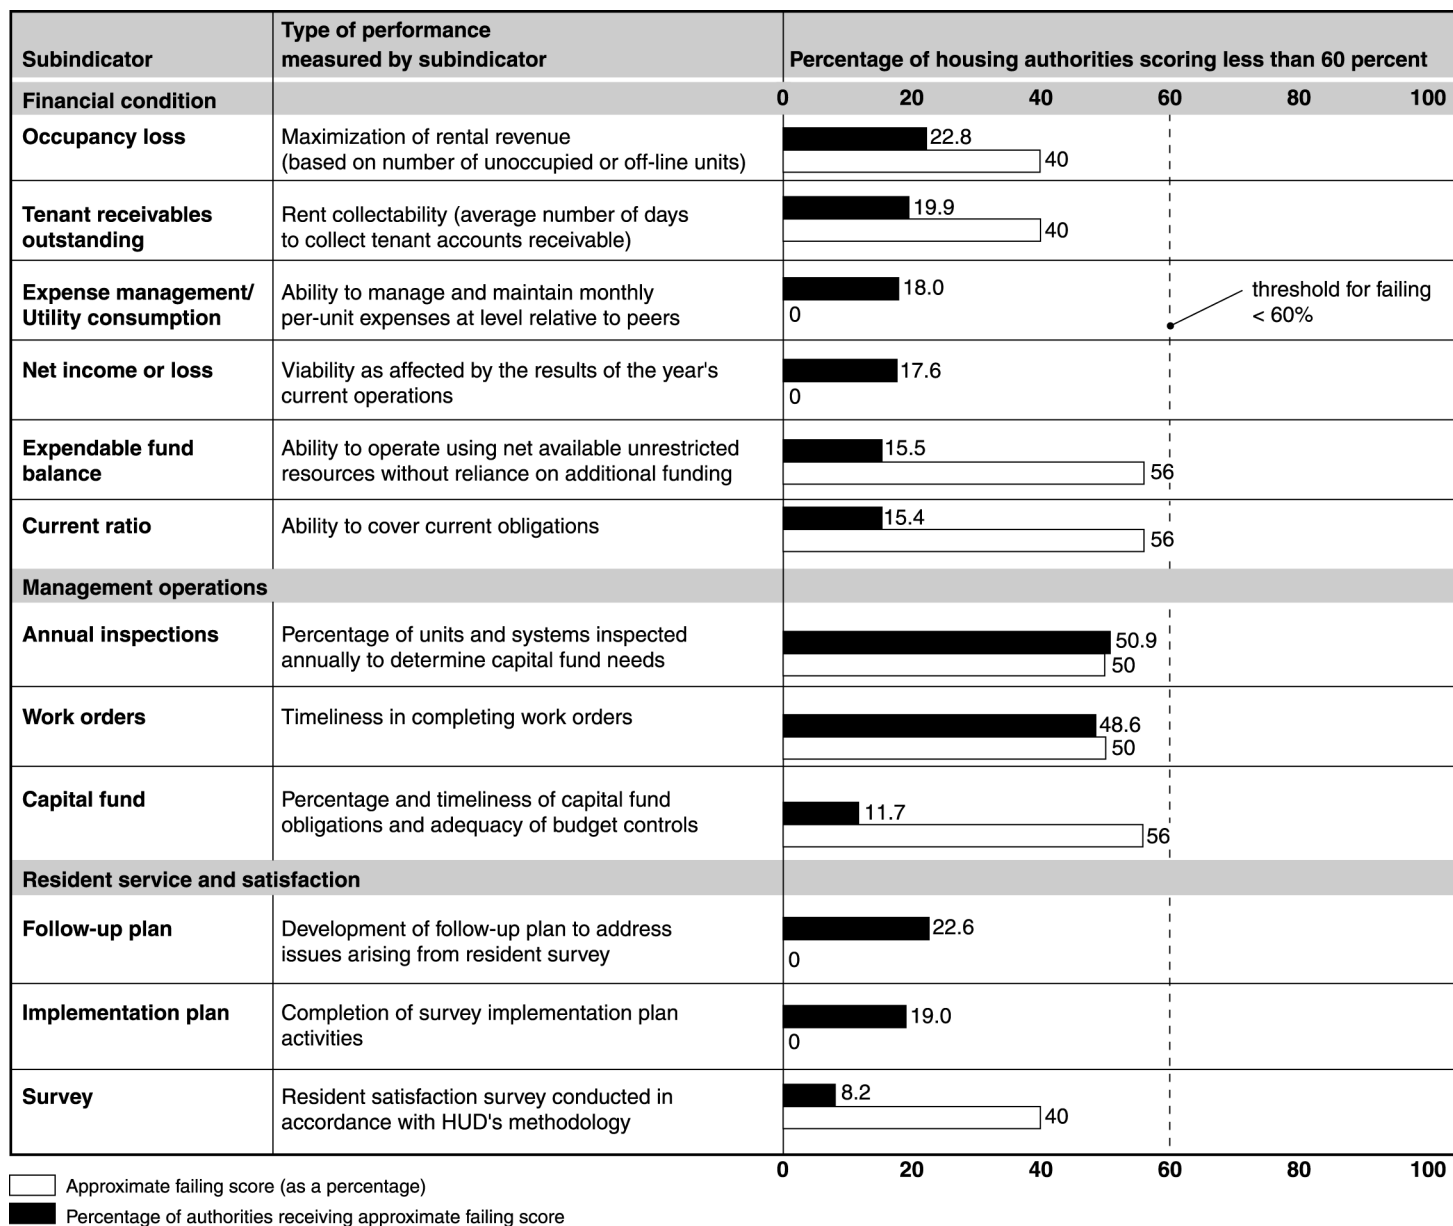 Subindicator
Type of performance
measured by subindicator
Percentage of housing authorities scoring less than 60 percent
Financial condition
0 20 40 60 80 100
Occupancy loss
Maximization of rental revenue
(based on number of unoccupied or off-line units)
22.8
40
Tenant receivables
outstanding
Rent collectability (average number of days
to collect tenant accounts receivable)
19.9
40
Expense management/
Utility consumption
Ability to manage and maintain monthly
per-unit expenses at level relative to peers
18.0
0
threshold for failing
< 60%
Net income or loss
Viability as affected by the results of the year's
current operations
17.6
0
Expendable fund
balance
Ability to operate using net available unrestricted
resources without reliance on additional funding
15.5
56
Current ratio
Ability to cover current obligations
15.4
56
Management operations
Annual inspections
Percentage of units and systems inspected
annually to determine capital fund needs
50.9
50
Work orders
Timeliness in completing work orders
48.6
50
Capital fund
Percentage and timeliness of capital fund
obligations and adequacy of budget controls
11.7
56
Resident service and satisfaction
Follow-up plan
Development of follow-up plan to address
issues arising from resident survey
22.6
0
Implementation plan
Completion of survey implementation plan
activities
19.0
0
Survey
Resident satisfaction survey conducted in
accordance with HUD's methodology
8.2
40
0 20 40 60 80 100
Approximate failing score (as a percentage)
Percentage of authorities receiving approximate failing score